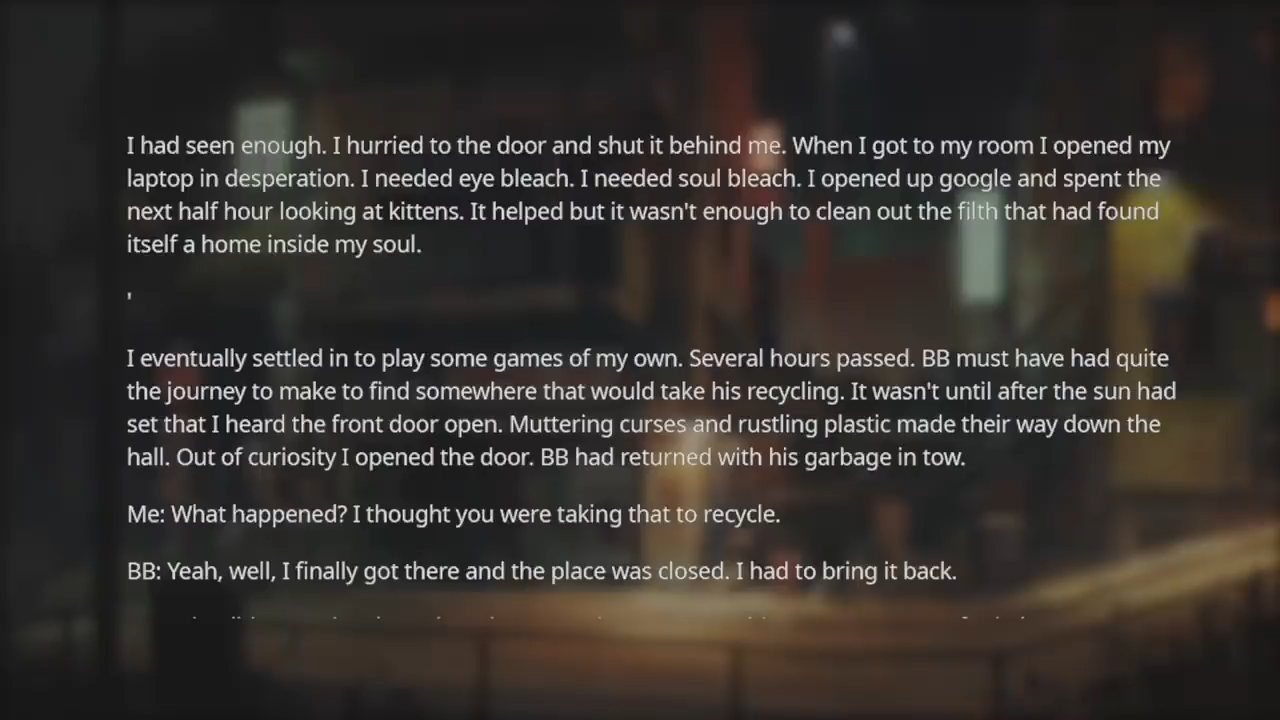 I had seen enough. I hurried to the door and shut it behind me. When I got to my room I opened my
laptop in desperation. I needed eye bleach. I needed soul bleach. I opened up google and spent the
next half hour looking at kittens. It helped but it wasn't enough to clean out the filth that had found
itself a home inside my soul.
'
I eventually settled in to play some games of my own. Several hours passed. BB must have had quite
the journey to make to find somewhere that would take his recycling. It wasn't until after the sun had
set that I heard the front door open. Muttering curses and rustling plastic made their way down the
hall. Out of curiosity I opened the door. BB had returned with his garbage in tow.
Me: What happened? I thought you were taking that to recycle.
BB: Yeah, well, I finally got there and the place was closed. I had to bring it back.